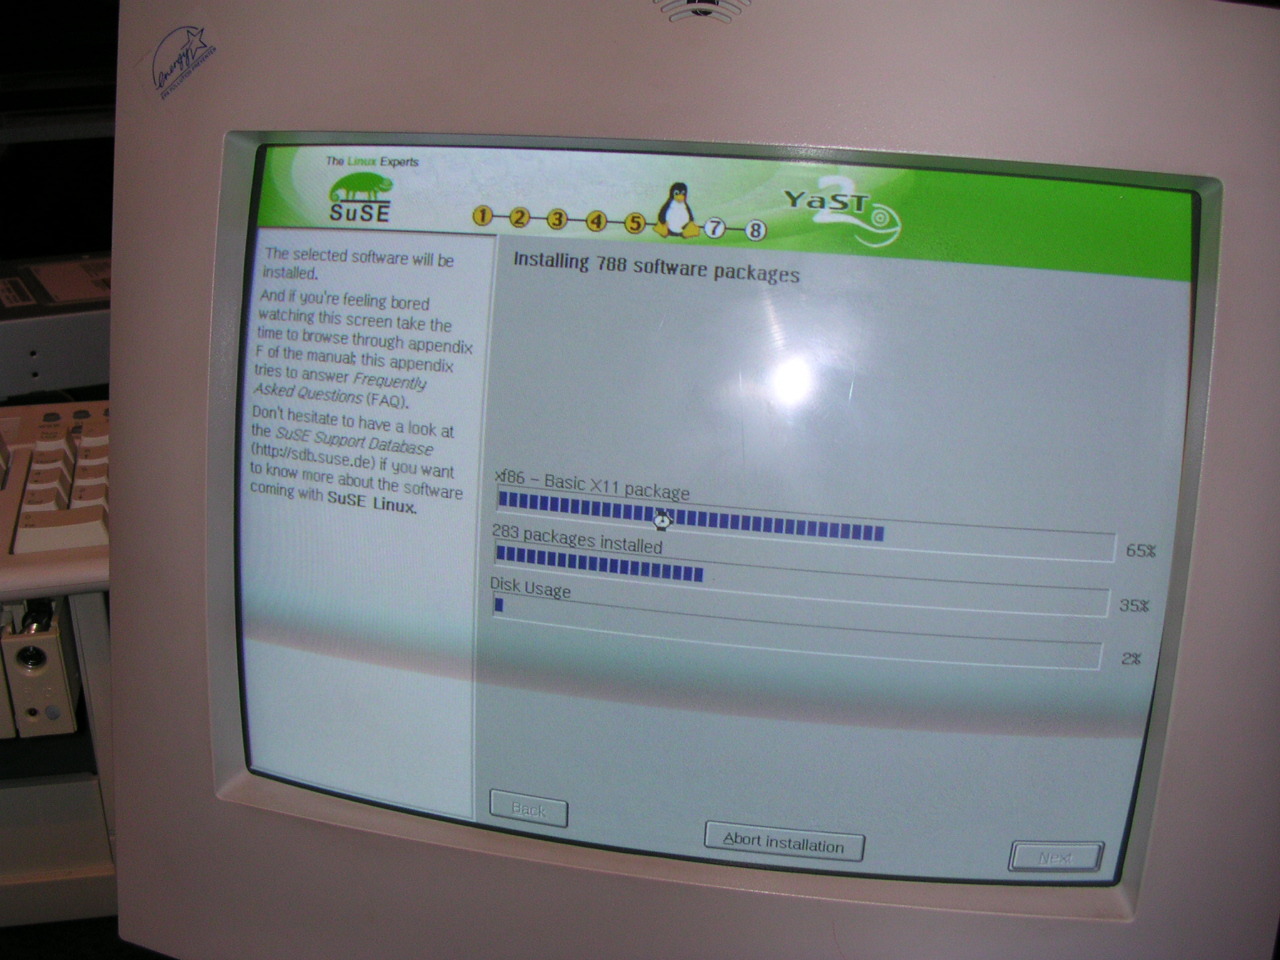 energy
EPA POLLUTION PREVENTER
The Linux Experts
SuSE
1 2 3 4 5 7 8
YaST
2
The selected software will be
installed.
And if you're feeling bored
watching this screen take the
time to browse through appendix
F of the manual; this appendix
tries to answer Frequently
Asked Questions (FAQ).
Don't hesitate to have a look at
the SuSE Support Database
(http://sdb.suse.de) if you want
to know more about the software
coming with SuSE Linux.
Installing 788 software packages
xf86 – Basic X11 package
65%
283 packages installed
35%
Disk Usage
2%
Back
Abort installation
Next